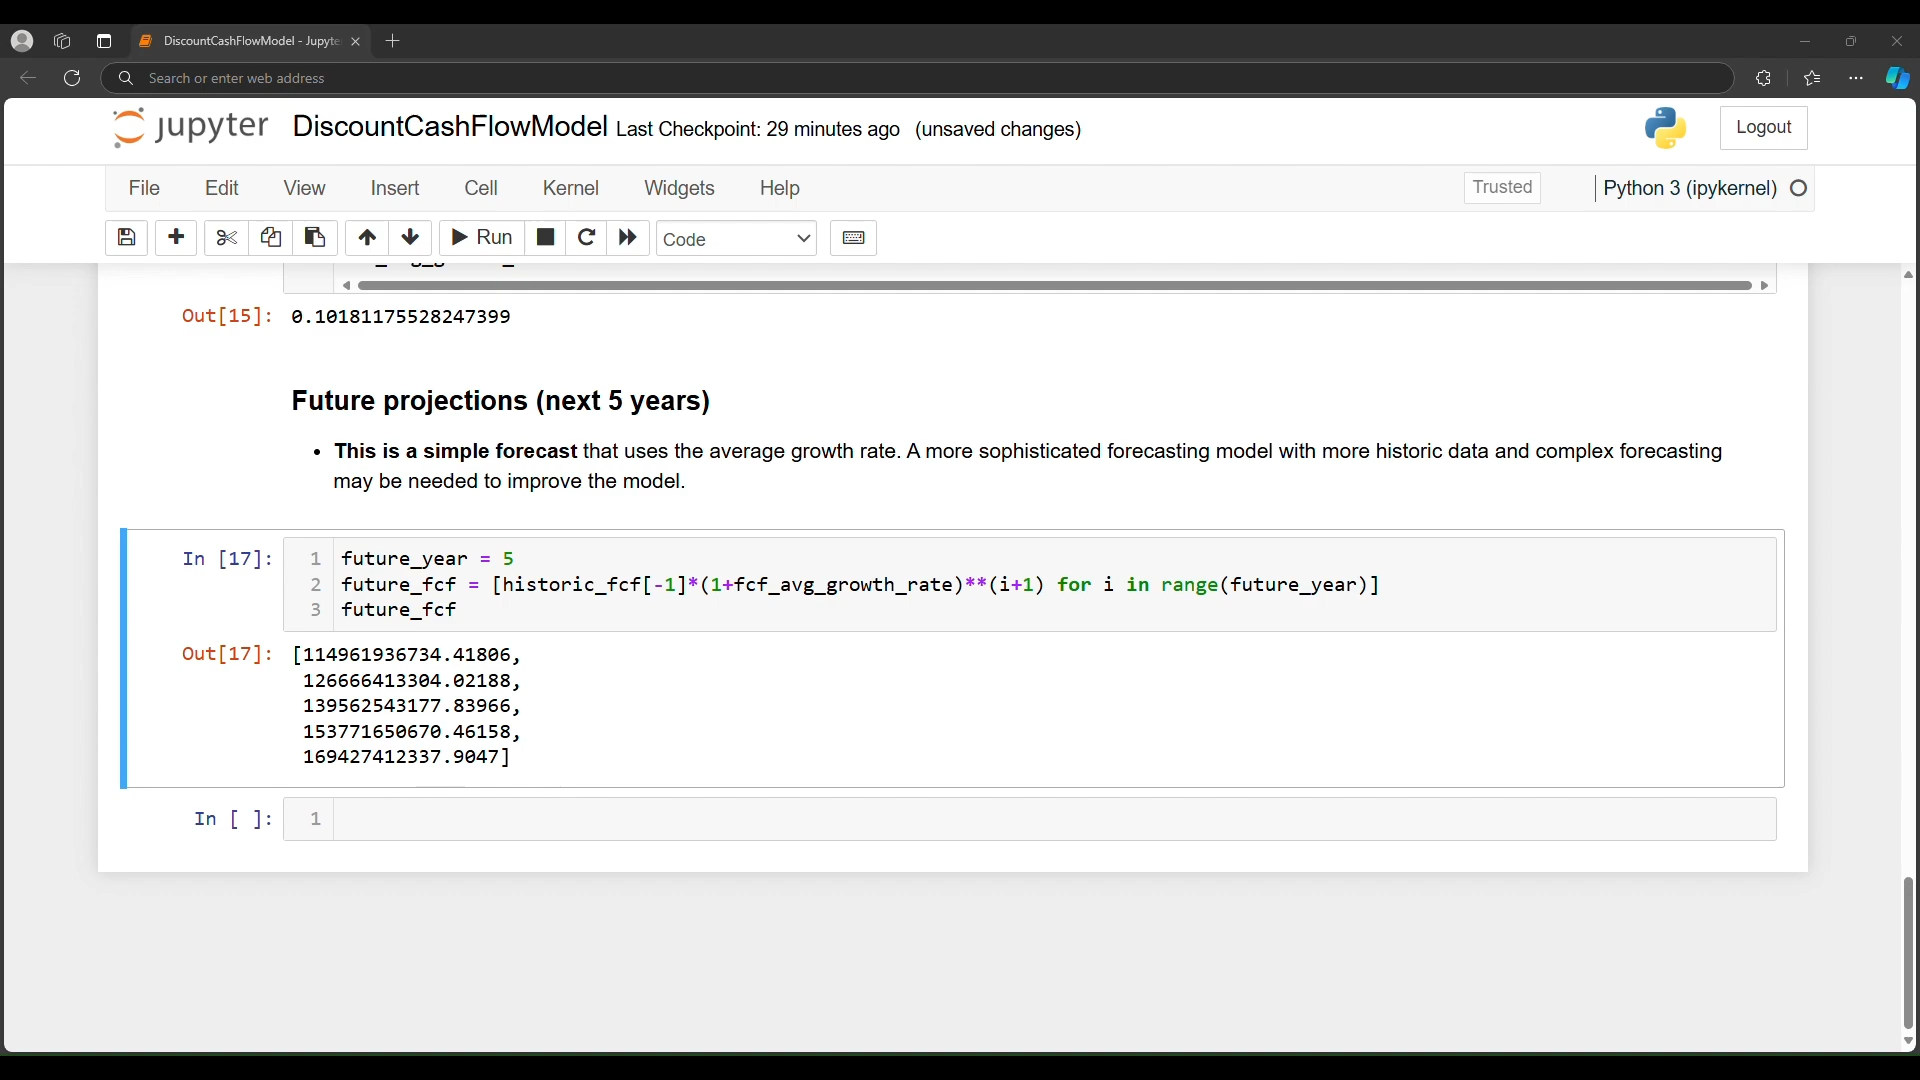 DiscountCashFlowModel - Jupyte
Search or enter web address
jupyter DiscountCashFlowModel Last Checkpoint: 29 minutes ago (unsaved changes) Logout
File Edit View Insert Cell Kernel Widgets Help Trusted Python 3 (ipykernel)
Run Code
Out[15]: 0.10181175528247399
Future projections (next 5 years)
• This is a simple forecast that uses the average growth rate. A more sophisticated forecasting model with more historic data and complex forecasting
may be needed to improve the model.
In [17]: 1 future_year = 5
2 future_fcf = [historic_fcf[-1]*(1+fcf_avg_growth_rate)**(i+1) for i in range(future_year)]
3 future_fcf
Out[17]: [114961936734.41806,
126666413304.02188,
139562543177.83966,
153771650670.46158,
169427412337.9047]
In [ ]: 1